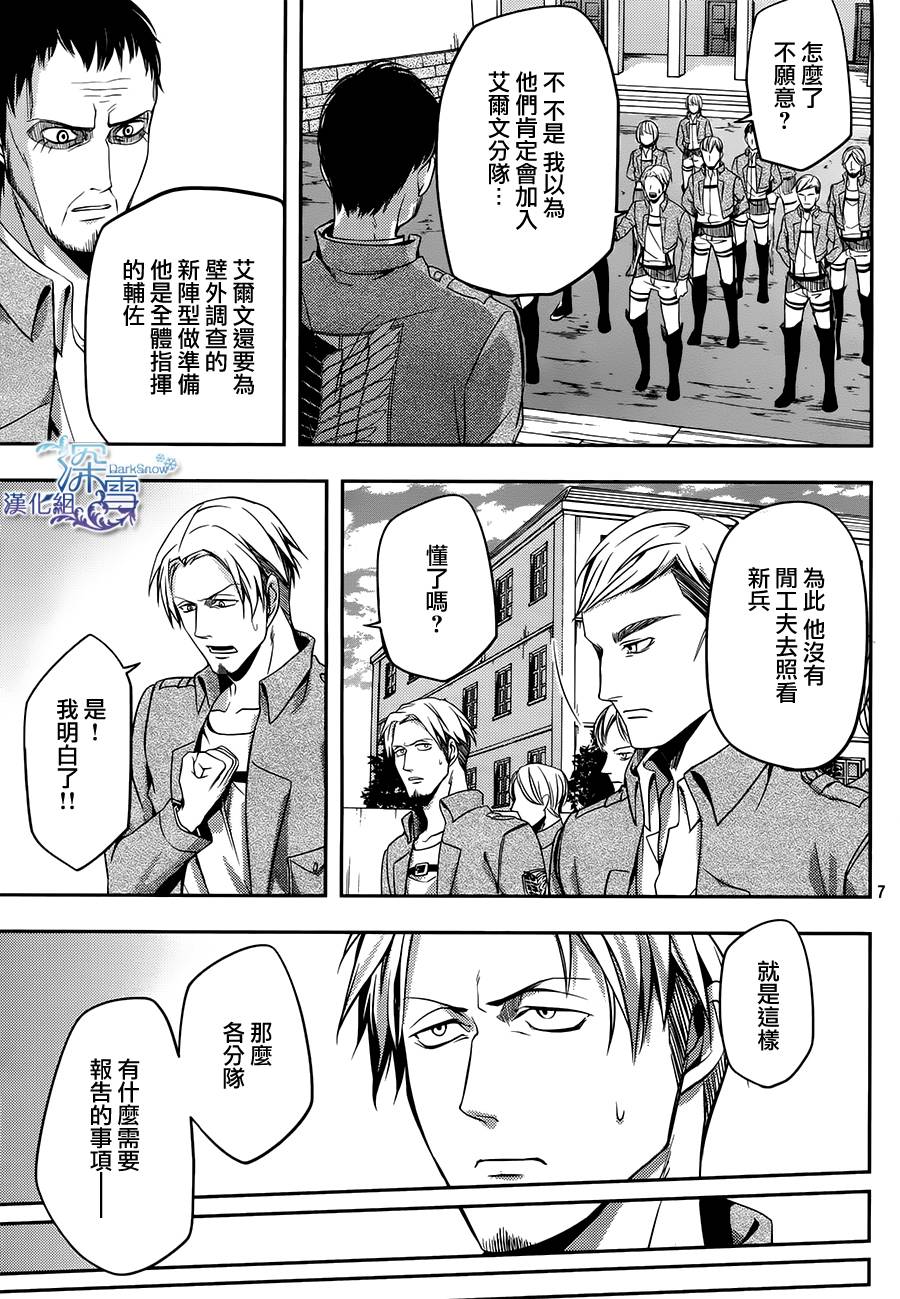 怎麼了
不願意？
不 不是 我以為
他們肯定會加入
艾爾文分隊…
艾爾文還要為
壁外調查的
新陣型做準備
他是全體指揮
的輔佐
深雪
DarkSnow
漢化組
為此 他沒有
閒工夫去照看
新兵
懂了嗎？
是！
我明白了!!
7
就是這樣
那麼
各分隊
有什麼需要
報告的事項——